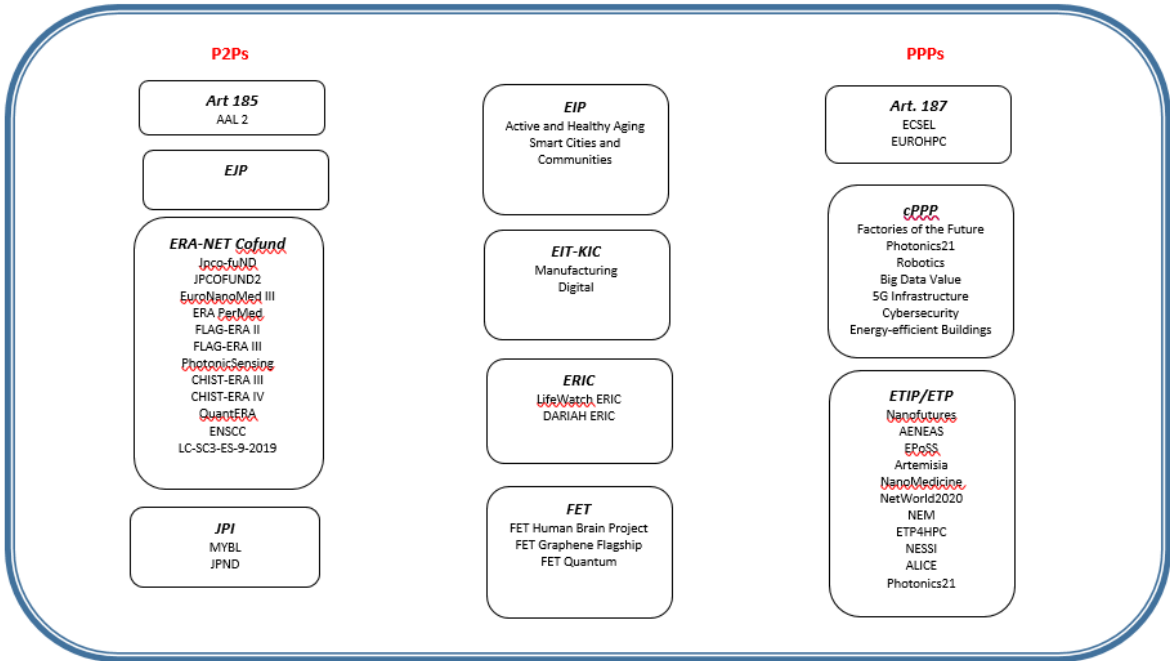 P2Ps
Art 185
AAL 2
EJP
ERA-NET Cofund
Jpco-fuND
JPCOFUND2
EuroNanoMed III
ERA PerMed
FLAG-ERA II
FLAG-ERA III
PhotonicSensing
CHIST-ERA III
CHIST-ERA IV
QuantERA
ENSCC
LC-SC3-ES-9-2019
JPI
MYBL
JPND
EIP
Active and Healthy Aging
Smart Cities and
Communities
EIT-KIC
Manufacturing
Digital
ERIC
LifeWatch ERIC
DARIAH ERIC
FET
FET Human Brain Project
FET Graphene Flagship
FET Quantum
PPPs
Art. 187
ECSEL
EUROHPC
cPPP
Factories of the Future
Photonics21
Robotics
Big Data Value
5G Infrastructure
Cybersecurity
Energy-efficient Buildings
ETIP/ETP
Nanofutures
AENEAS
EPoSS
Artemisia
NanoMedicine
NetWorld2020
NEM
ETP4HPC
NESSI
ALICE
Photonics21